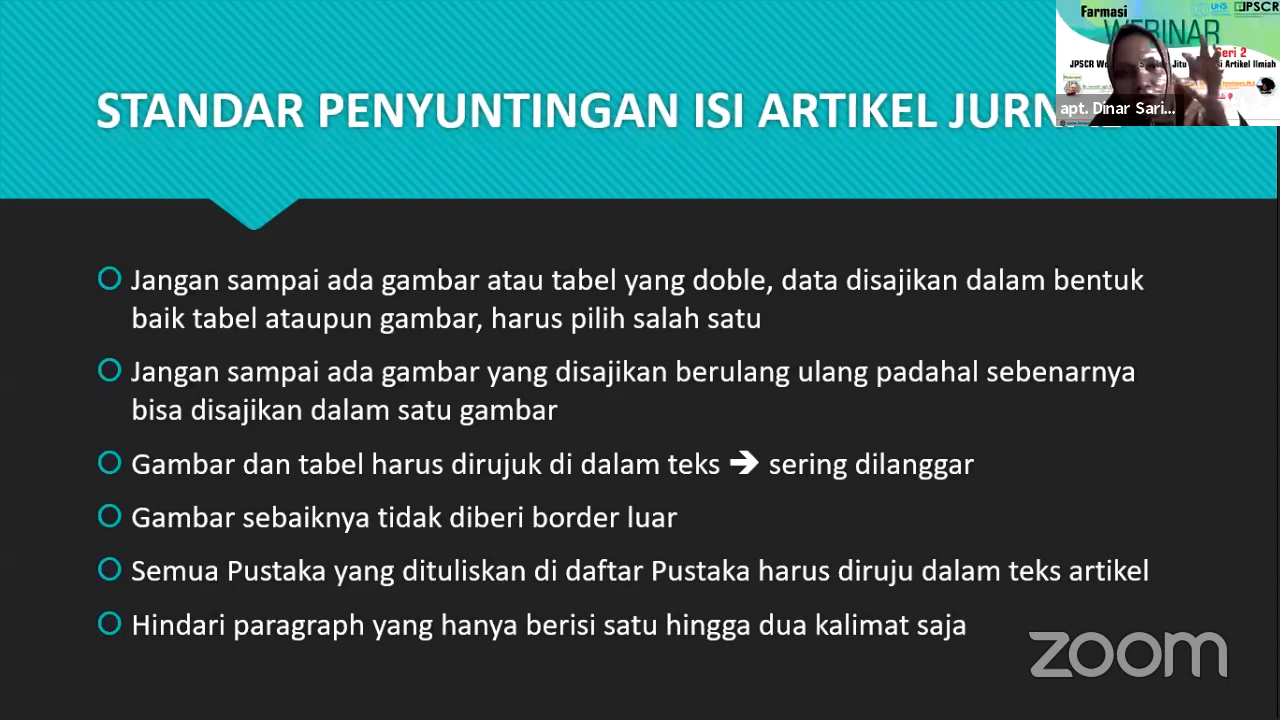 STANDAR PENYUNTINGAN ISI ARTIKEL
Jangan sampai ada gambar atau tabel yang doble, data disajikan dalam bentuk
baik tabel ataupun gambar, harus pilih salah satu
Jangan sampai ada gambar yang disajikan berulang ulang padahal sebenarnya
bisa disajikan dalam satu gambar
Gambar dan tabel harus dirujuk di dalam teks ➔ sering dilanggar
Gambar sebaiknya tidak diberi border luar
Semua Pustaka yang dituliskan di daftar Pustaka harus diruju dalam teks artikel
Hindari paragraph yang hanya berisi satu hingga dua kalimat saja
Farmasi
UNS
JPSCR
WEBINAR
Seri 2
Artikel Ilmiah
apt. Dinar Sari...
zoom